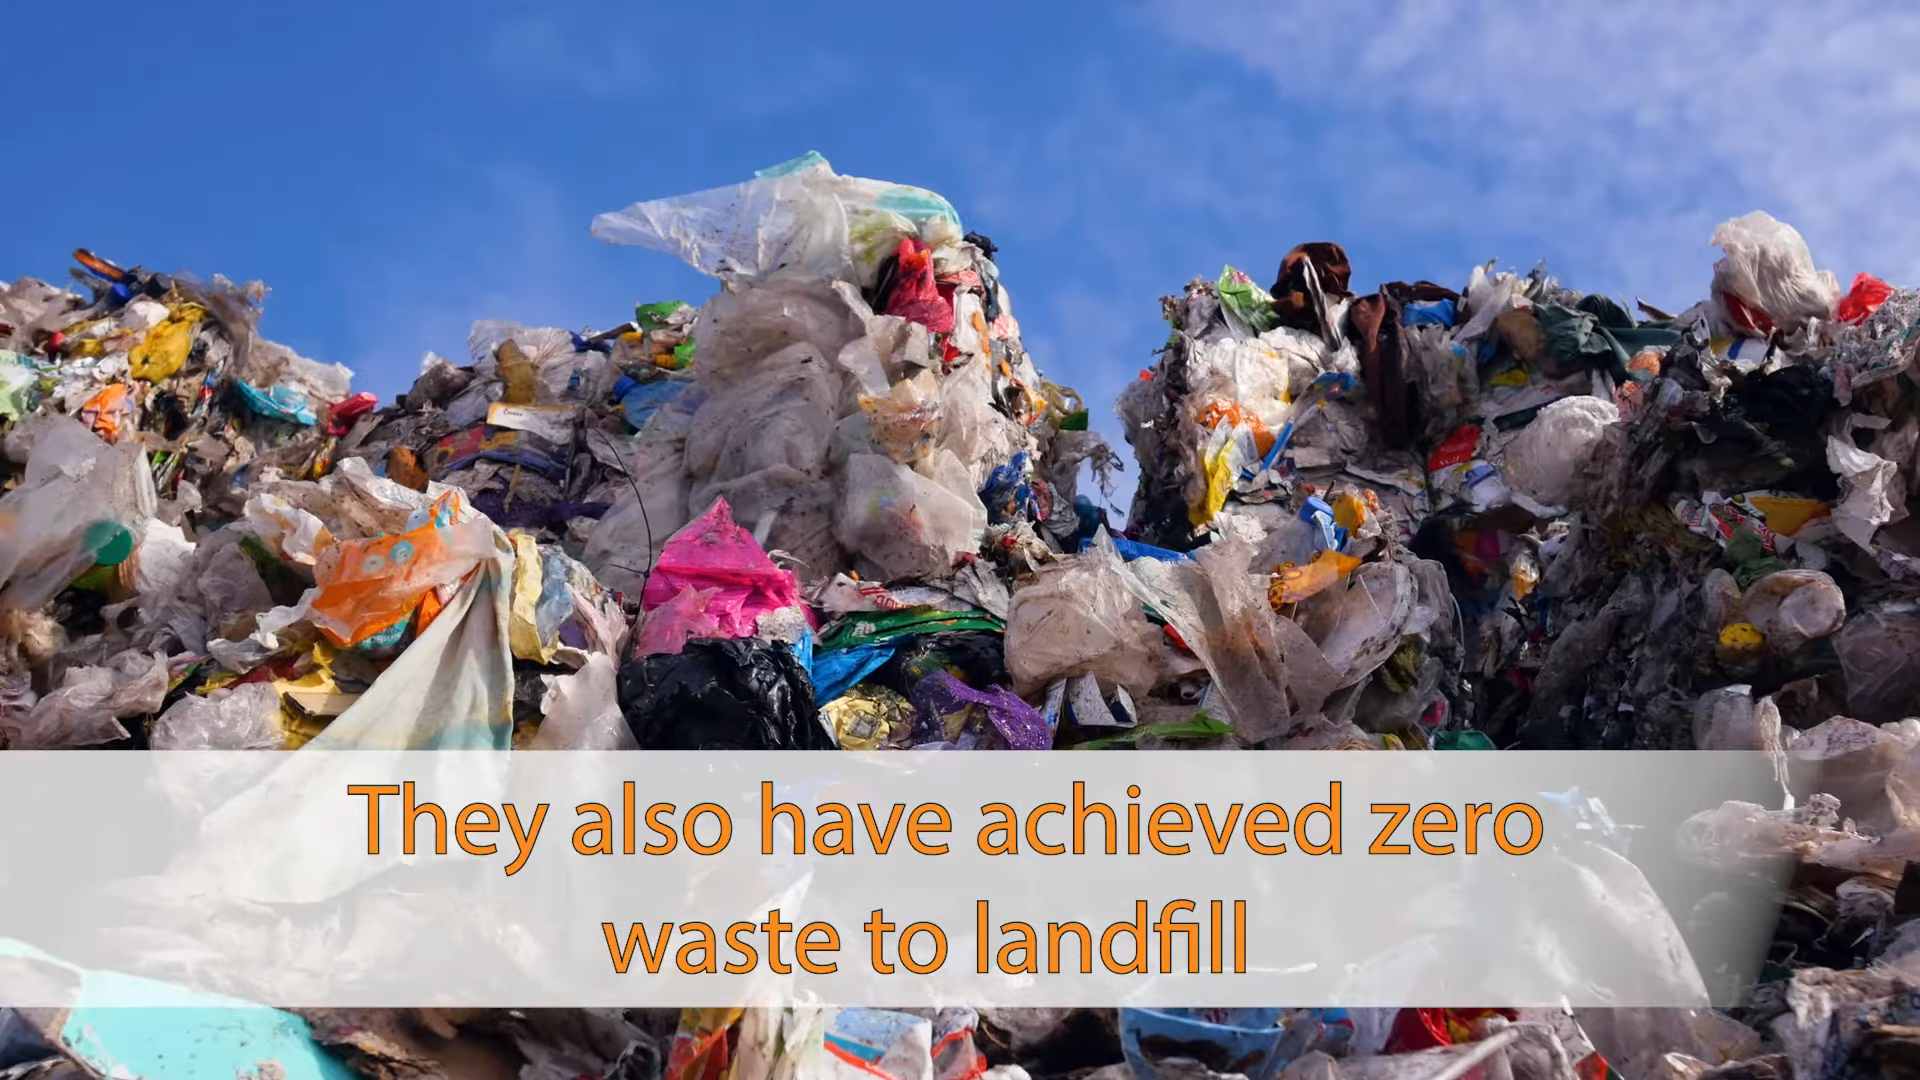 They also have achieved zero
waste to landfill